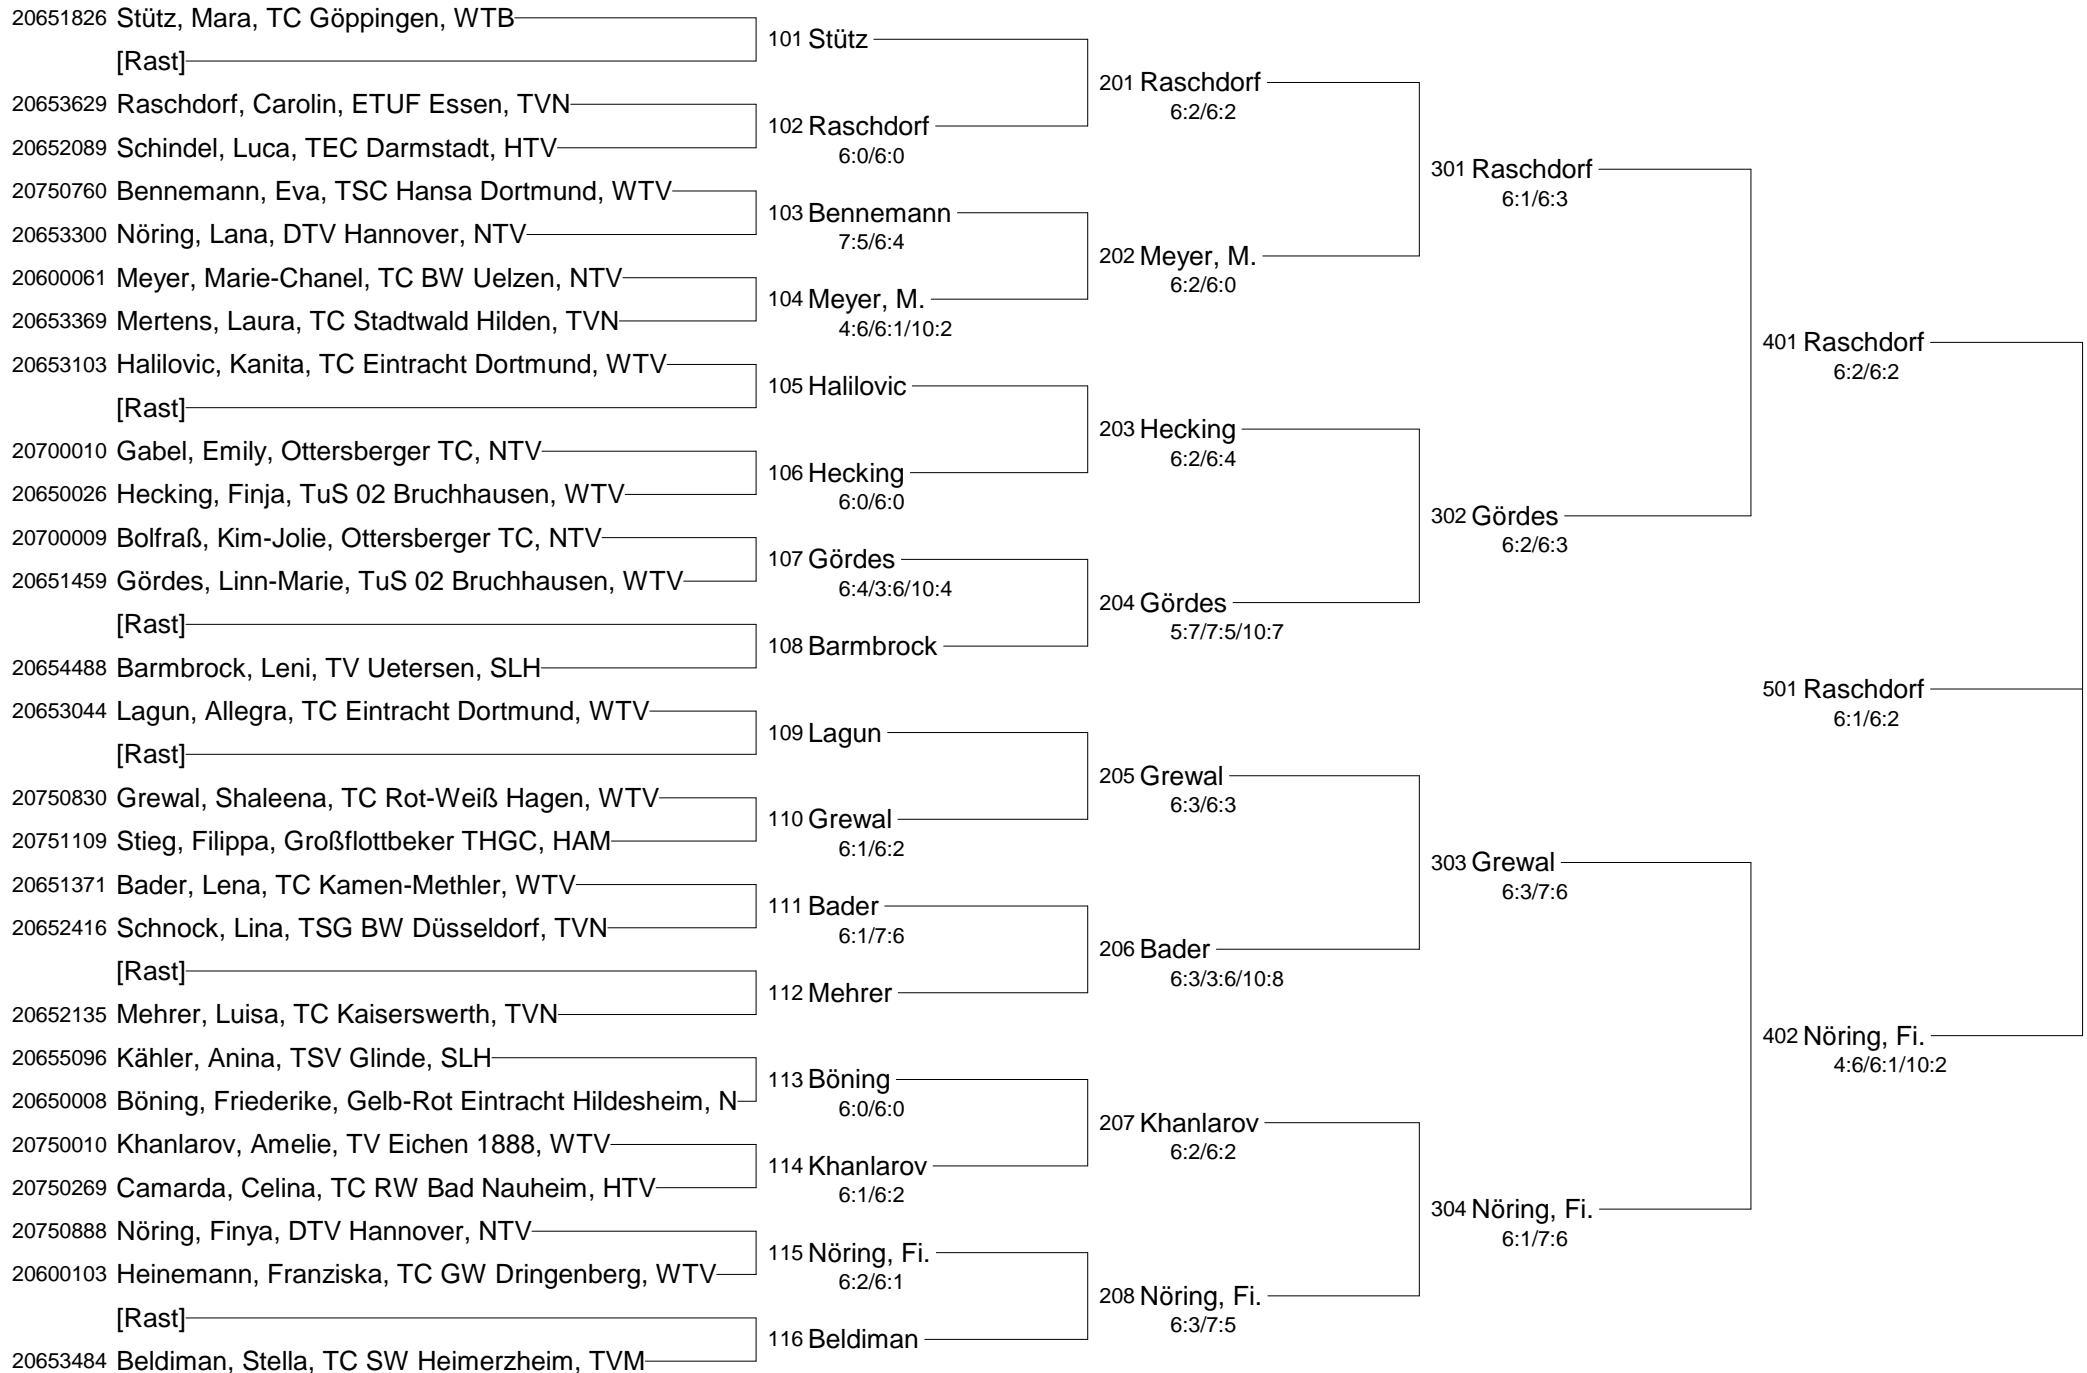 20651826 Stütz, Mara, TC Göppingen, WTB
[Rast]
20653629 Raschdorf, Carolin, ETUF Essen, TVN
20652089 Schindel, Luca, TEC Darmstadt, HTV
20750760 Bennemann, Eva, TSC Hansa Dortmund, WTV
20653300 Nöring, Lana, DTV Hannover, NTV
20600061 Meyer, Marie-Chanel, TC BW Uelzen, NTV
20653369 Mertens, Laura, TC Stadtwald Hilden, TVN
20653103 Halilovic, Kanita, TC Eintracht Dortmund, WTV
[Rast]
20700010 Gabel, Emily, Ottersberger TC, NTV
20650026 Hecking, Finja, TuS 02 Bruchhausen, WTV
20700009 Bolfraß, Kim-Jolie, Ottersberger TC, NTV
20651459 Gördes, Linn-Marie, TuS 02 Bruchhausen, WTV
[Rast]
20654488 Barmbrock, Leni, TV Uetersen, SLH
20653044 Lagun, Allegra, TC Eintracht Dortmund, WTV
[Rast]
20750830 Grewal, Shaleena, TC Rot-Weiß Hagen, WTV
20751109 Stieg, Filippa, Großflottbeker THGC, HAM
20651371 Bader, Lena, TC Kamen-Methler, WTV
20652416 Schnock, Lina, TSG BW Düsseldorf, TVN
[Rast]
20652135 Mehrer, Luisa, TC Kaiserswerth, TVN
20655096 Kähler, Anina, TSV Glinde, SLH
20650008 Böning, Friederike, Gelb-Rot Eintracht Hildesheim, N
20750010 Khanlarov, Amelie, TV Eichen 1888, WTV
20750269 Camarda, Celina, TC RW Bad Nauheim, HTV
20750888 Nöring, Finya, DTV Hannover, NTV
20600103 Heinemann, Franziska, TC GW Dringenberg, WTV
[Rast]
20653484 Beldiman, Stella, TC SW Heimerzheim, TVM
101 Stütz
102 Raschdorf
6:0/6:0
103 Bennemann
7:5/6:4
104 Meyer, M.
4:6/6:1/10:2
105 Halilovic
106 Hecking
6:0/6:0
107 Gördes
6:4/3:6/10:4
108 Barmbrock
109 Lagun
110 Grewal
6:1/6:2
111 Bader
6:1/7:6
112 Mehrer
113 Böning
6:0/6:0
114 Khanlarov
6:1/6:2
115 Nöring, Fi.
6:2/6:1
116 Beldiman
201 Raschdorf
6:2/6:2
202 Meyer, M.
6:2/6:0
203 Hecking
6:2/6:4
204 Gördes
5:7/7:5/10:7
205 Grewal
6:3/6:3
206 Bader
6:3/3:6/10:8
207 Khanlarov
6:2/6:2
208 Nöring, Fi.
6:3/7:5
301 Raschdorf
6:1/6:3
302 Gördes
6:2/6:3
303 Grewal
6:3/7:6
304 Nöring, Fi.
6:1/7:6
401 Raschdorf
6:2/6:2
501 Raschdorf
6:1/6:2
402 Nöring, Fi.
4:6/6:1/10:2